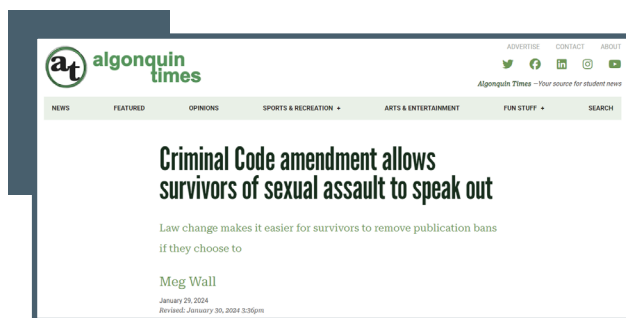 ADVERTISE CONTACT ABOUT
at algonquin
times
Algonquin Times –Your source for student news
NEWS FEATURED OPINIONS SPORTS & RECREATION + ARTS & ENTERTAINMENT FUN STUFF + SEARCH
Criminal Code amendment allows
survivors of sexual assault to speak out
Law change makes it easier for survivors to remove publication bans
if they choose to
Meg Wall
January 29, 2024
Revised: January 30, 2024 3:36pm